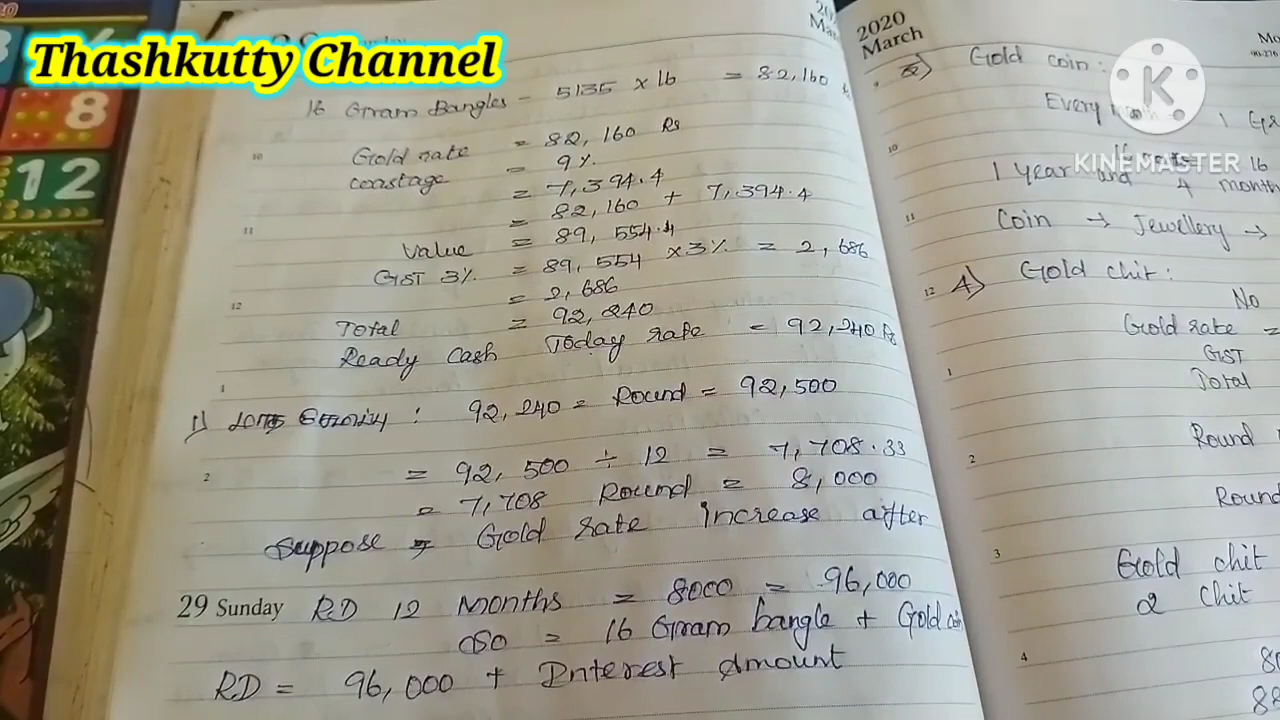 Thashkutty Channel
8
12
16 Gram Bangles - 5135 x 16 = 82,160
Gold rate = 82,160 Rs
coastage = 9%
= 7,394.4
= 82,160 + 7,394.4
Value = 89,554.4
GST 3% = 89,554 x 3% = 2,686
= 2,686
Total = 92,240
Ready Cash Today rate = 92,240 Rs
1) : 92,240 = Round = 92,500
= 92,500 ÷ 12 = 7,708.33
= 7,708 Round = 8,000
Suppose = Gold rate increase after
29 Sunday RD 12 Months = 8000 = 96,000
= 16 Gram bangle + Gold
RD = 96,000 + Interest Amount
2020
March
Gold coin:
KINEMASTER
K
1 year and 4 month
Coin → Jewellery →
4) Gold chit:
No
Gold rate =
GST
Total
Round
Round
Gold chit
2 chit